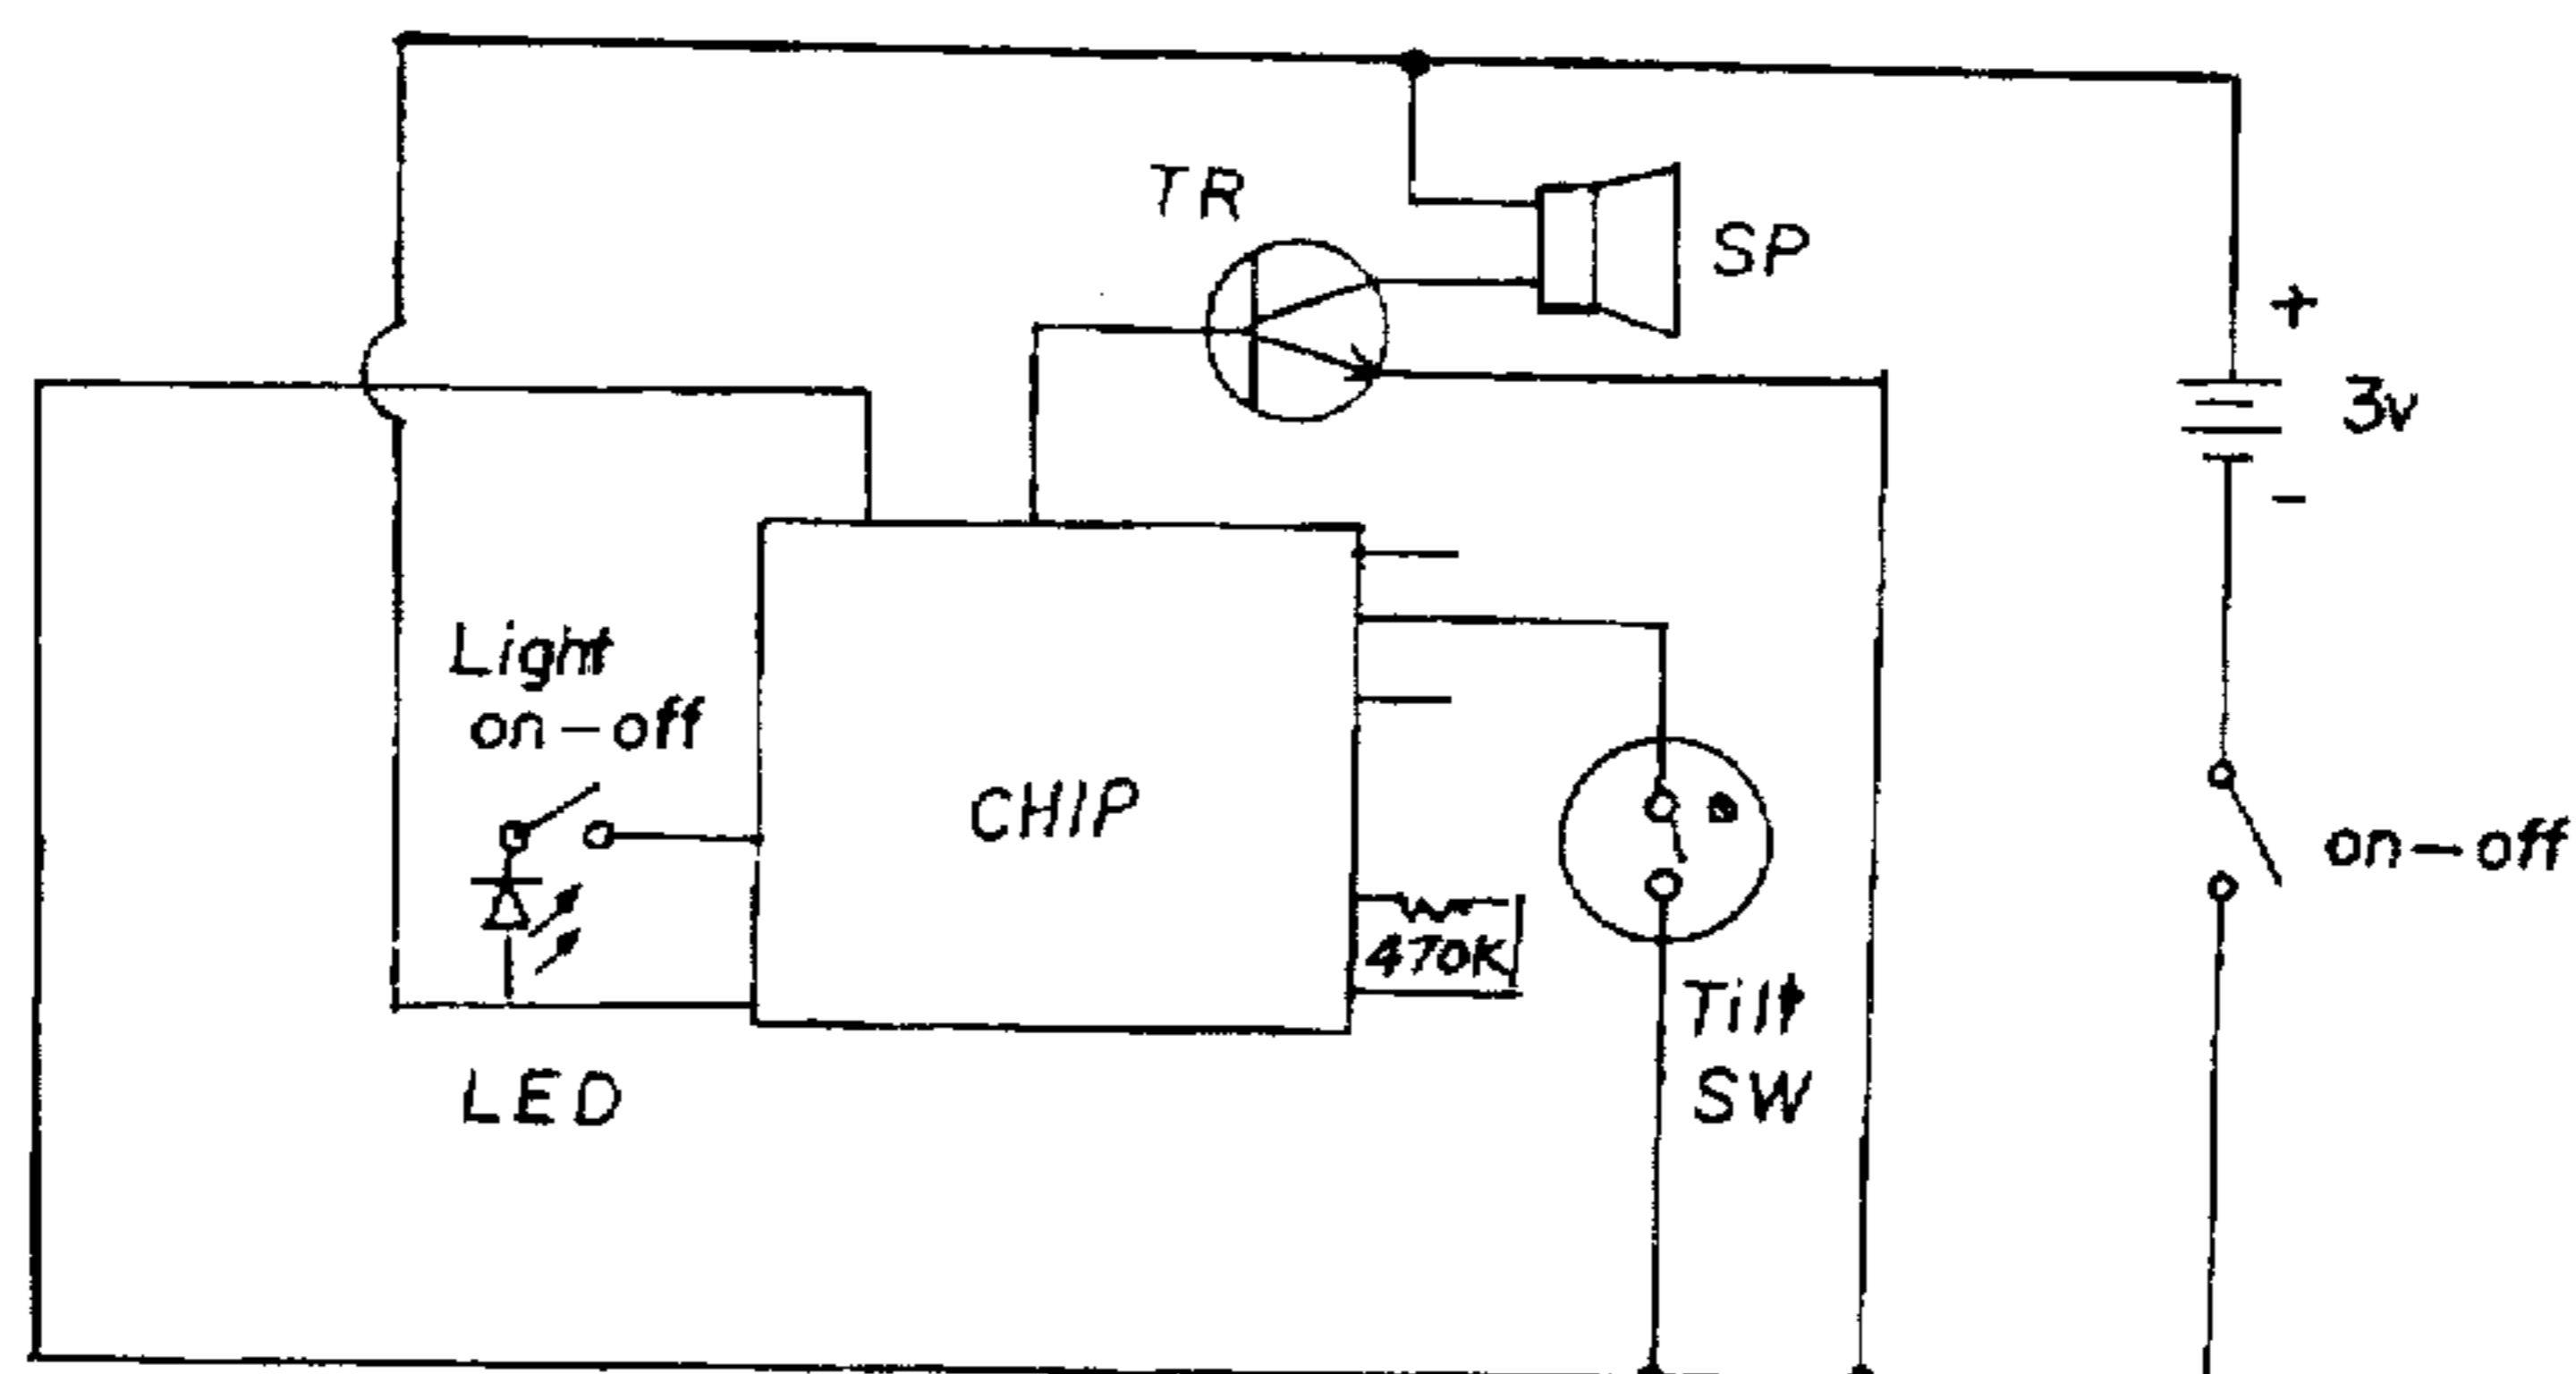 TR
SP
+
3v
-
Light
on-off
CHIP
on-off
470K
Tilt
SW
LED